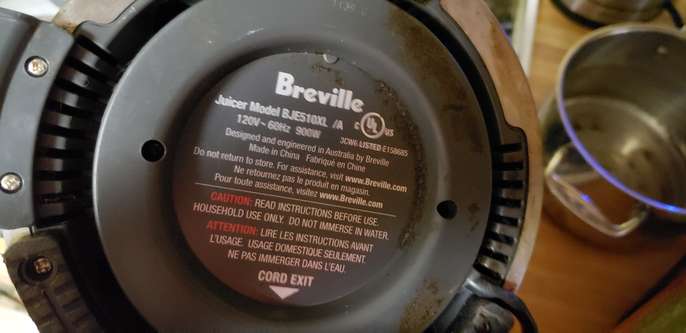 Breville
Juicer Model BJE510XL /A
120V~60Hz 900W
c UL us
3CW6 LISTED E158685
Designed and engineered in Australia by Breville
Made in China Fabriqué en Chine
Do not return to store. For assistance, visit www.Breville.com
Ne retournez pas le produit en magasin.
Pour toute assistance, visitez www.Breville.com
CAUTION: READ INSTRUCTIONS BEFORE USE.
HOUSEHOLD USE ONLY. DO NOT IMMERSE IN WATER.
ATTENTION: LIRE LES INSTRUCTIONS AVANT
L'USAGE. USAGE DOMESTIQUE SEULEMENT.
NE PAS IMMERGER DANS L'EAU.
CORD EXIT